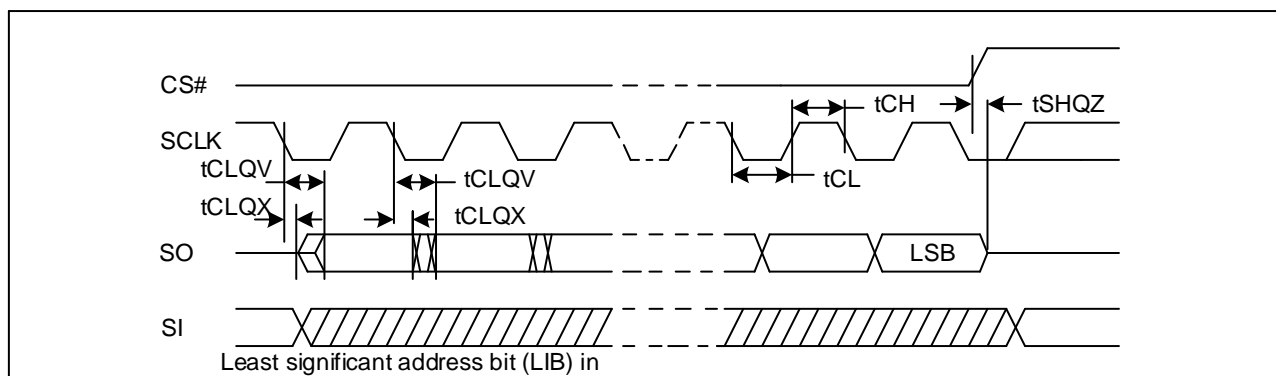 CS#
tCH
tSHQZ
SCLK
tCLQV
tCLQV
tCL
tCLQX
tCLQX
SO
LSB
SI
Least significant address bit (LIB) in